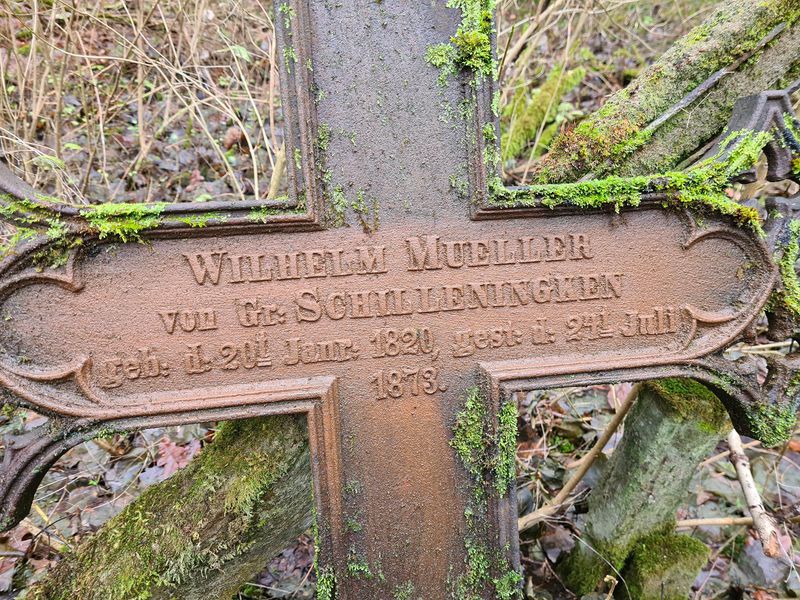 WILHELM MUELLER
von Gr: SCHILLENINGKEN
geb: d. 20t Janr: 1820, gest: d. 24t Juli
1873.